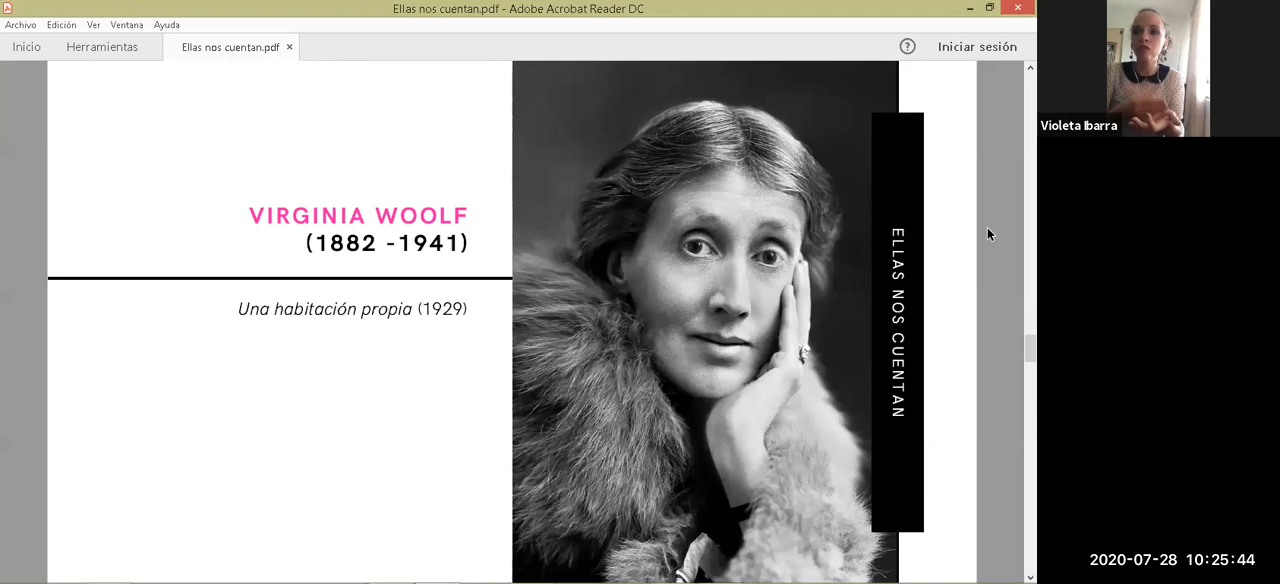 Ellas nos cuentan.pdf - Adobe Acrobat Reader DC
Archivo Edición Ver Ventana Ayuda
Inicio Herramientas Ellas nos cuentan.pdf × ? Iniciar sesión
VIRGINIA WOOLF
(1882 -1941)
Una habitación propia (1929)
ELLAS NOS CUENTAN
Violeta Ibarra
2020-07-28 10:25:44